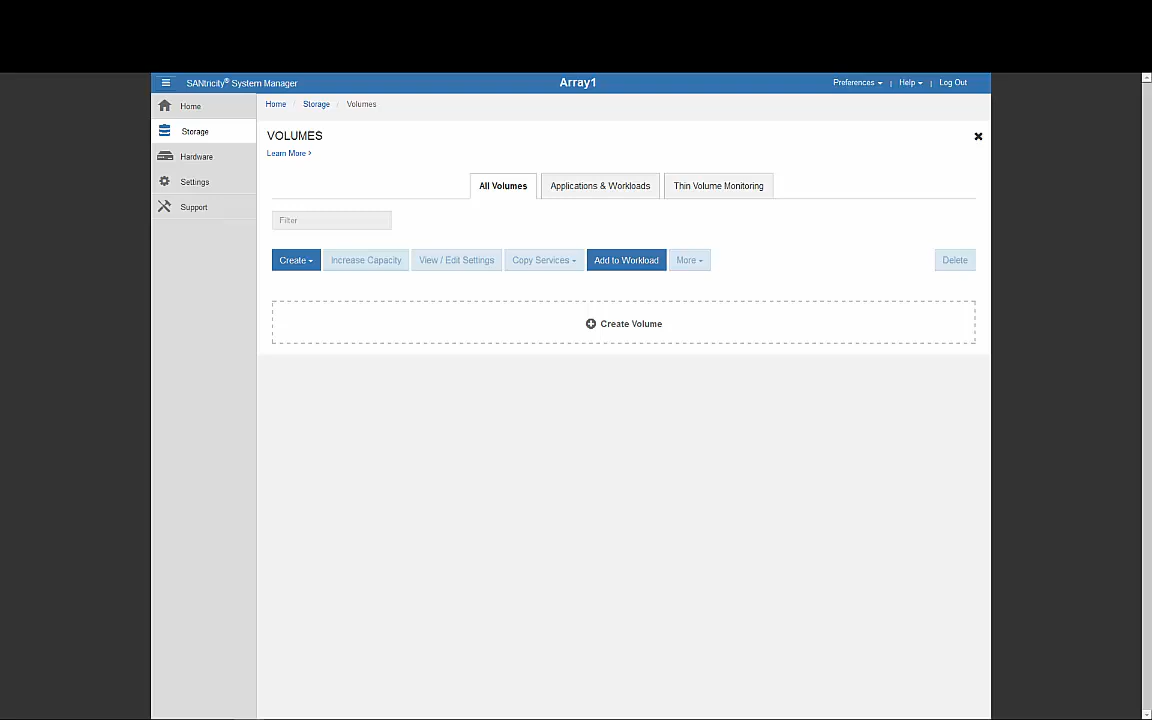 SANtricity® System Manager
Array1
Preferences
|
Help
|
Log Out
Home
Storage
Hardware
Settings
Support
Home / Storage / Volumes
VOLUMES
Learn More >
All Volumes
Applications & Workloads
Thin Volume Monitoring
Filter
Create
Increase Capacity
View / Edit Settings
Copy Services
Add to Workload
More
Delete
Create Volume